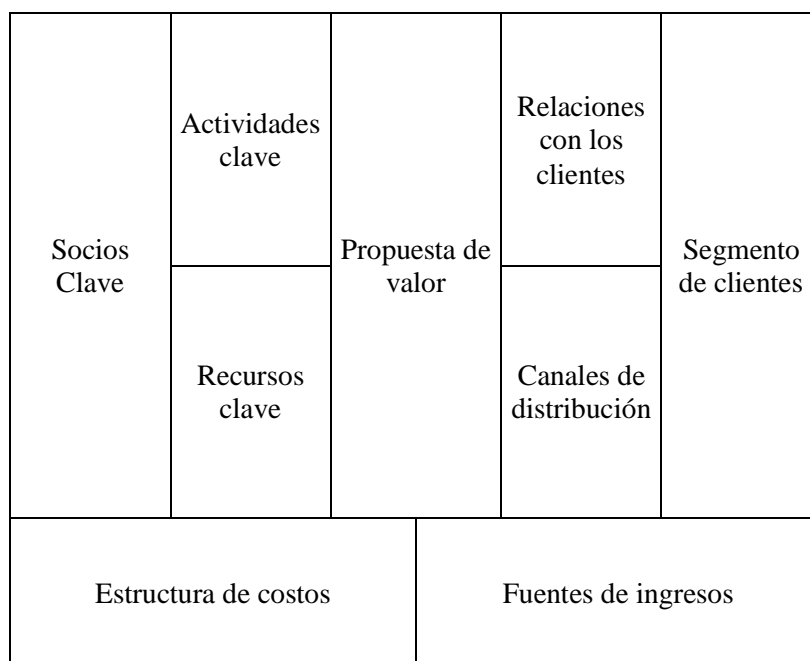 Socios
Clave
Actividades
clave
Recursos
clave
Propuesta de
valor
Relaciones
con los
clientes
Canales de
distribución
Segmento
de clientes
Estructura de costos
Fuentes de ingresos